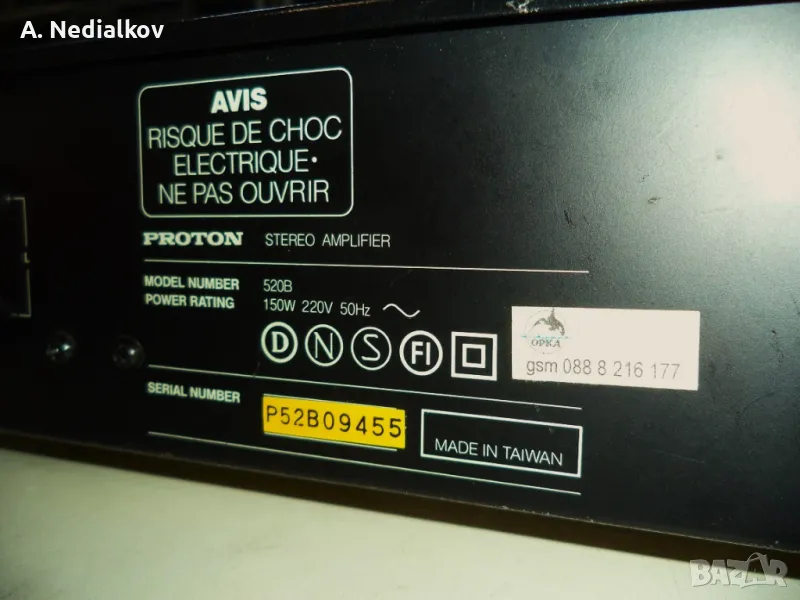 A. Nedialkov
AVIS
RISQUE DE CHOC
ELECTRIQUE·
NE PAS OUVRIR
PROTON STEREO AMPLIFIER
MODEL NUMBER 520B
POWER RATING 150W 220V 50Hz
D N S FI
ОРКА
gsm 088 8 216 177
SERIAL NUMBER P52B09455
MADE IN TAIWAN
BAZAR